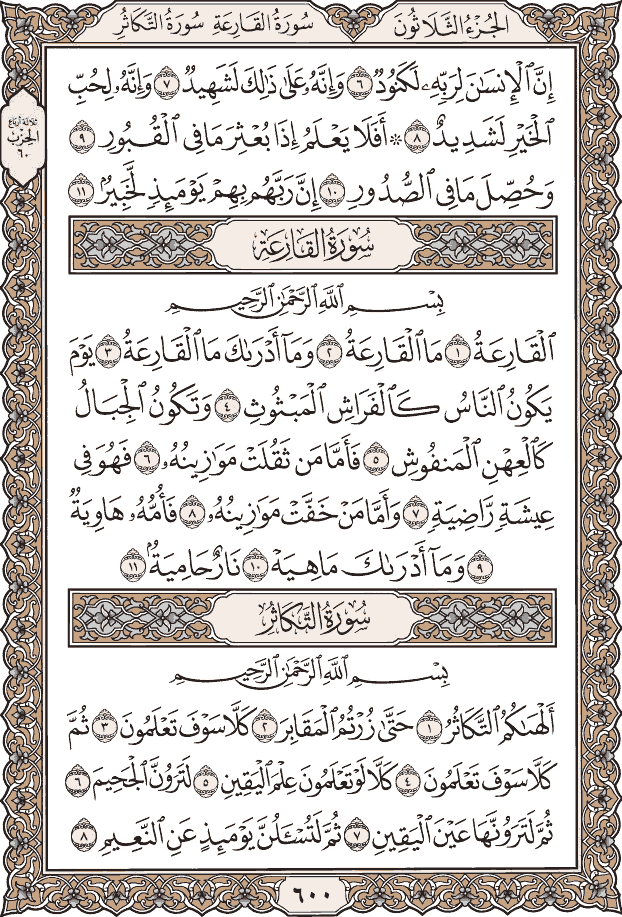 الجُزْءُ الثَّلَاثُونَ
سُورَةُ القَارِعَةِ سُورَةُ التَّكَاثُرِ
ثلاثة أرباع
الحِزْب
٦٠
إِنَّ ٱلْإِنسَٰنَ لِرَبِّهِۦ لَكَنُودٌ ٦ وَإِنَّهُۥ عَلَىٰ ذَٰلِكَ لَشَهِيدٌ ٧ وَإِنَّهُۥ لِحُبِّ
ٱلْخَيْرِ لَشَدِيدٌ ٨ ۞ أَفَلَا يَعْلَمُ إِذَا بُعْثِرَ مَا فِي ٱلْقُبُورِ ٩
وَحُصِّلَ مَا فِي ٱلصُّدُورِ ١٠ إِنَّ رَبَّهُم بِهِمْ يَوْمَئِذٍ لَّخَبِيرٌۢ ١١
سُورَةُ القَارِعَةِ
بِسْمِ ٱللَّهِ ٱلرَّحْمَٰنِ ٱلرَّحِيمِ
ٱلْقَارِعَةُ ١ مَا ٱلْقَارِعَةُ ٢ وَمَآ أَدْرَىٰكَ مَا ٱلْقَارِعَةُ ٣ يَوْمَ
يَكُونُ ٱلنَّاسُ كَٱلْفَرَاشِ ٱلْمَبْثُوثِ ٤ وَتَكُونُ ٱلْجِبَالُ
كَٱلْعِهْنِ ٱلْمَنفُوشِ ٥ فَأَمَّا مَن ثَقُلَتْ مَوَٰزِينُهُۥ ٦ فَهُوَ فِي
عِيشَةٍ رَّاضِيَةٍ ٧ وَأَمَّا مَنْ خَفَّتْ مَوَٰزِينُهُۥ ٨ فَأُمُّهُۥ هَاوِيَةٌ
٩ وَمَآ أَدْرَىٰكَ مَا هِيَهْ ١٠ نَارٌ حَامِيَةٌۢ ١١
سُورَةُ التَّكَاثُرِ
بِسْمِ ٱللَّهِ ٱلرَّحْمَٰنِ ٱلرَّحِيمِ
أَلْهَىٰكُمُ ٱلتَّكَاثُرُ ١ حَتَّىٰ زُرْتُمُ ٱلْمَقَابِرَ ٢ كَلَّا سَوْفَ تَعْلَمُونَ ٣ ثُمَّ
كَلَّا سَوْفَ تَعْلَمُونَ ٤ كَلَّا لَوْ تَعْلَمُونَ عِلْمَ ٱلْيَقِينِ ٥ لَتَرَوُنَّ ٱلْجَحِيمَ ٦
ثُمَّ لَتَرَوُنَّهَا عَيْنَ ٱلْيَقِينِ ٧ ثُمَّ لَتُسْـَٔلُنَّ يَوْمَئِذٍ عَنِ ٱلنَّعِيمِ ٨
٦٠٠